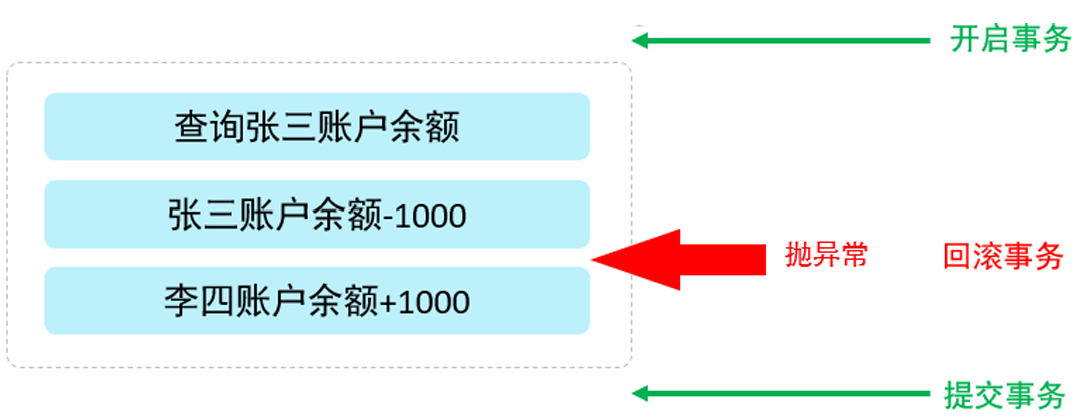 开启事务
查询张三账户余额
张三账户余额-1000
抛异常 回滚事务
李四账户余额+1000
提交事务